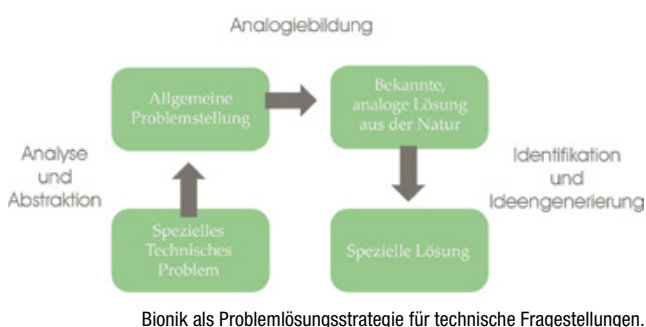 Analogiebildung
Allgemeine
Problemstellung
Bekannte,
analoge Lösung
aus der Natur
Analyse
und
Abstraktion
Identifikation
und
Ideengenerierung
Spezielles
Technisches
Problem
Spezielle Lösung
Bionik als Problemlösungsstrategie für technische Fragestellungen.